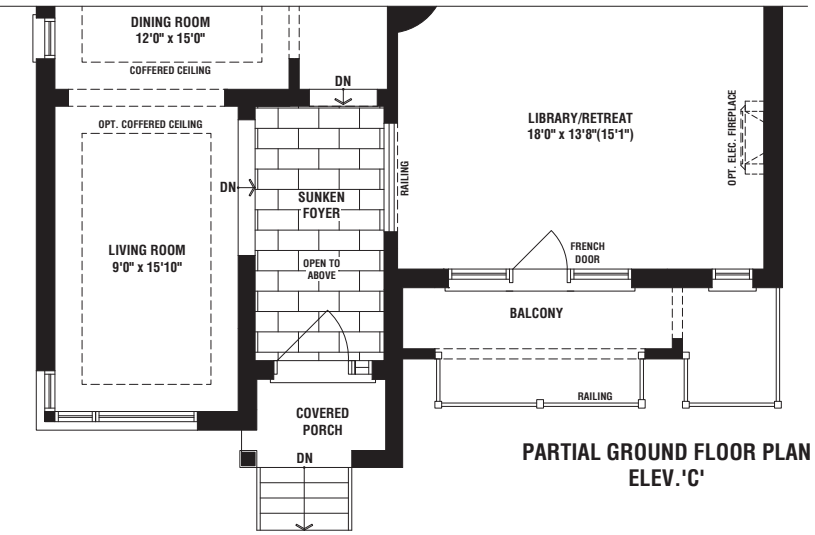 DINING ROOM
12'0" x 15'0"
COFFERED CEILING
DN
OPT. COFFERED CEILING
LIBRARY/RETREAT
18'0" x 13'8"(15'1")
OPT. ELEC. FIREPLACE
RAILING
DN
SUNKEN
FOYER
LIVING ROOM
9'0" x 15'10"
OPEN TO
ABOVE
FRENCH
DOOR
BALCONY
RAILING
COVERED
PORCH
DN
PARTIAL GROUND FLOOR PLAN
ELEV.'C'